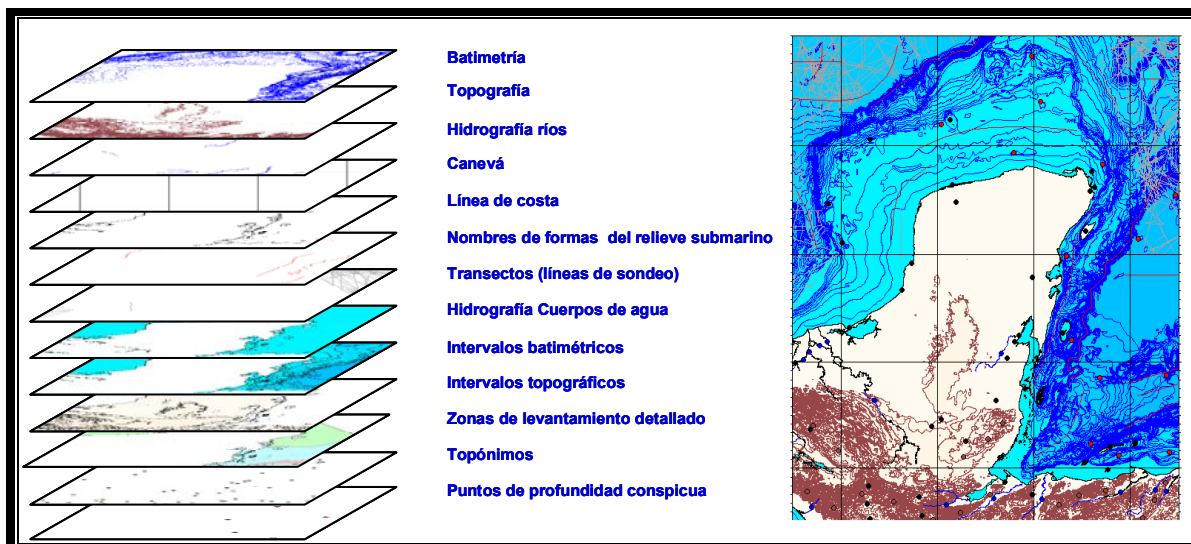 Batimetría
Topografía
Hidrografía ríos
Canevá
Línea de costa
Nombres de formas del relieve submarino
Transectos (líneas de sondeo)
Hidrografía Cuerpos de agua
Intervalos batimétricos
Intervalos topográficos
Zonas de levantamiento detallado
Topónimos
Puntos de profundidad conspicua